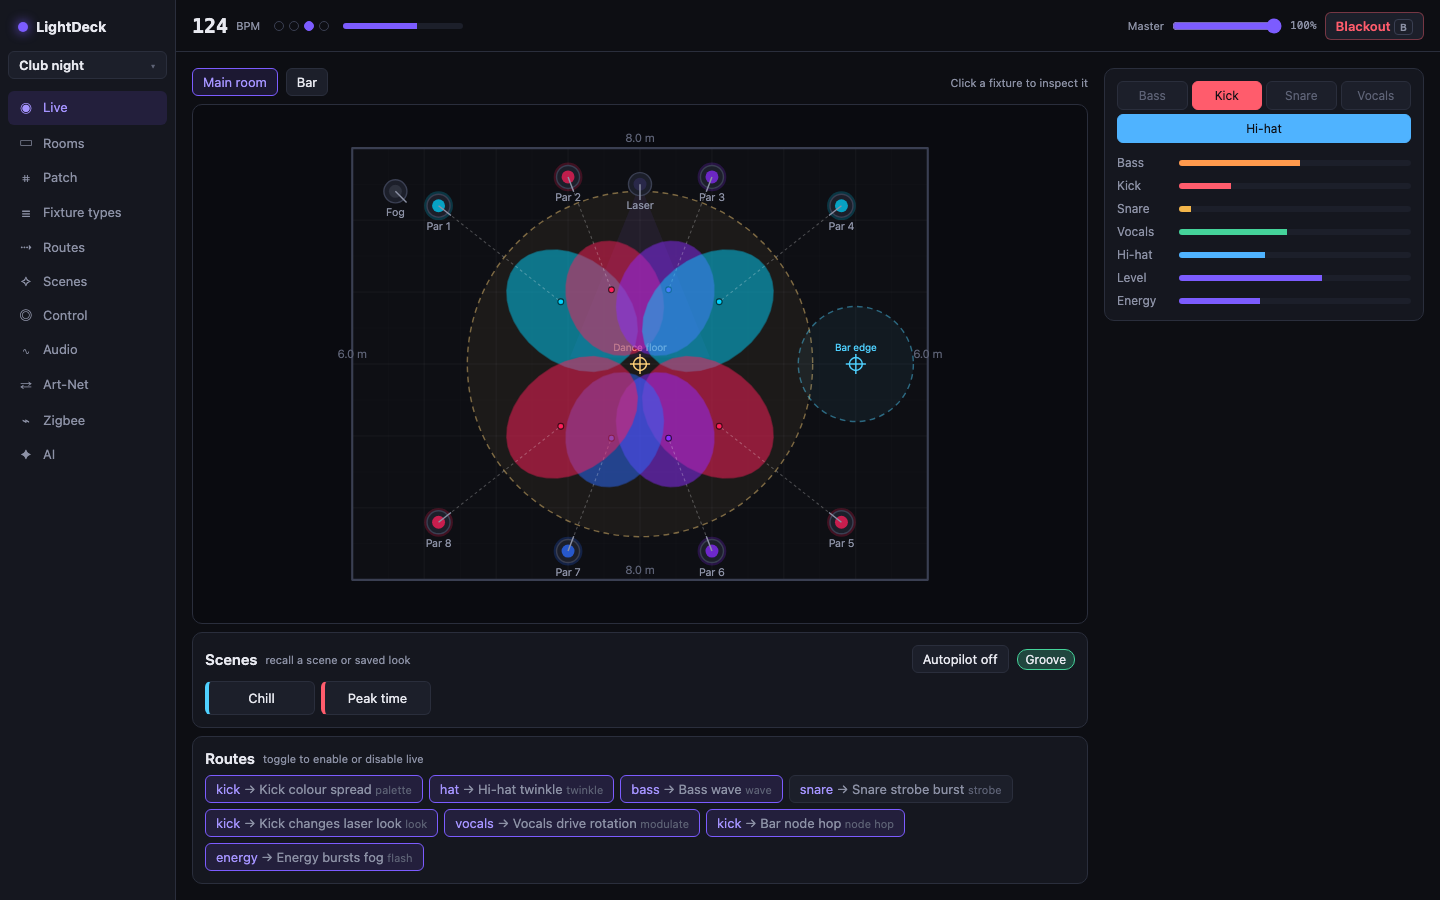 LightDeck
Club night
Live
Rooms
Patch
Fixture types
Routes
Scenes
Control
Audio
Art-Net
Zigbee
AI
124 BPM
Master 100% Blackout B
Main room Bar
Click a fixture to inspect it
8.0 m
Par 2
Laser
Par 3
Fog
Par 1
Par 4
Dance floor
Bar edge
6.0 m
6.0 m
Par 8
Par 5
Par 7
8.0 m
Par 6
Scenes recall a scene or saved look
Autopilot off Groove
Chill Peak time
Routes toggle to enable or disable live
kick → Kick colour spread palette
hat → Hi-hat twinkle twinkle
bass → Bass wave wave
snare → Snare strobe burst strobe
kick → Kick changes laser look look
vocals → Vocals drive rotation modulate
kick → Bar node hop node hop
energy → Energy bursts fog flash
Bass Kick Snare Vocals
Hi-hat
Bass
Kick
Snare
Vocals
Hi-hat
Level
Energy